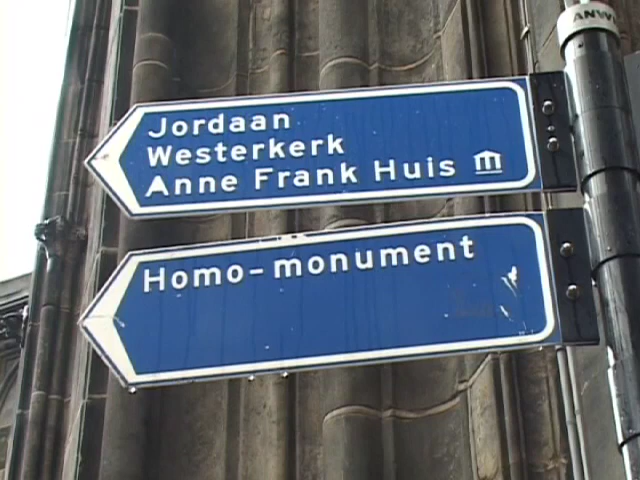 ANWB
Jordaan
Westerkerk
Anne Frank Huis
Homo-monument